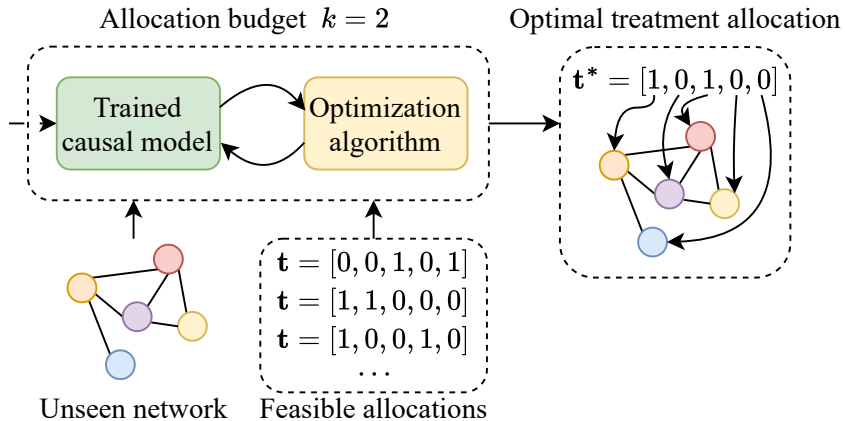 Allocation budget k = 2
Optimal treatment allocation
Trained
causal model
Optimization
algorithm
t* = [1, 0, 1, 0, 0]
t = [0, 0, 1, 0, 1]
t = [1, 1, 0, 0, 0]
t = [1, 0, 0, 1, 0]
...
Unseen network
Feasible allocations